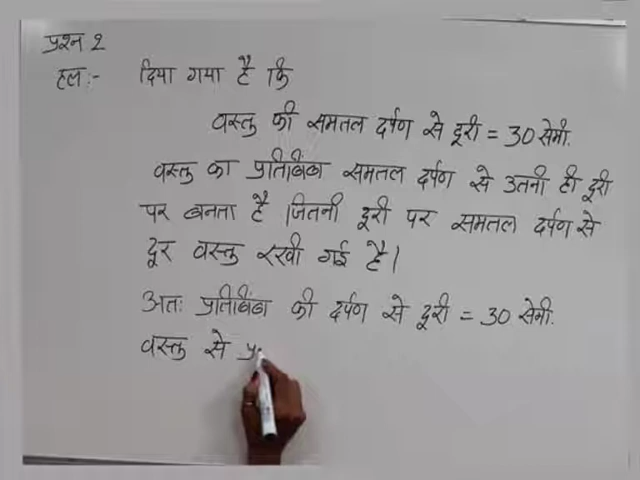 प्रश्न 2
हल:- दिया गया है कि
वस्तु की समतल दर्पण से दूरी = 30 सेमी.
वस्तु का प्रतिबिंब समतल दर्पण से उतनी ही दूरी
पर बनता है जितनी दूरी पर समतल दर्पण से
दूर वस्तु रखी गई है।
अतः प्रतिबिंब की दर्पण से दूरी = 30 सेमी.
वस्तु से